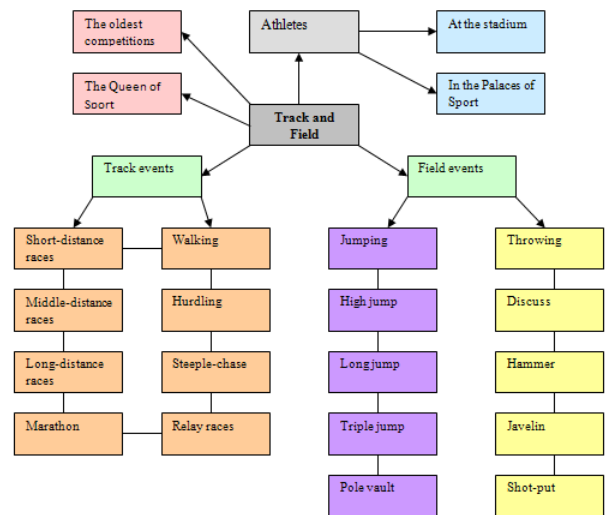 The oldest
competitions
Athletes
At the stadium
The Queen of
Sport
In the Palaces of
Sport
Track and
Field
Track events
Field events
Short-distance
races
Walking
Jumping
Throwing
Middle-distance
races
Hurdling
High jump
Discuss
Long-distance
races
Steeple-chase
Long jump
Hammer
Marathon
Relay races
Triple jump
Javelin
Pole vault
Shot-put